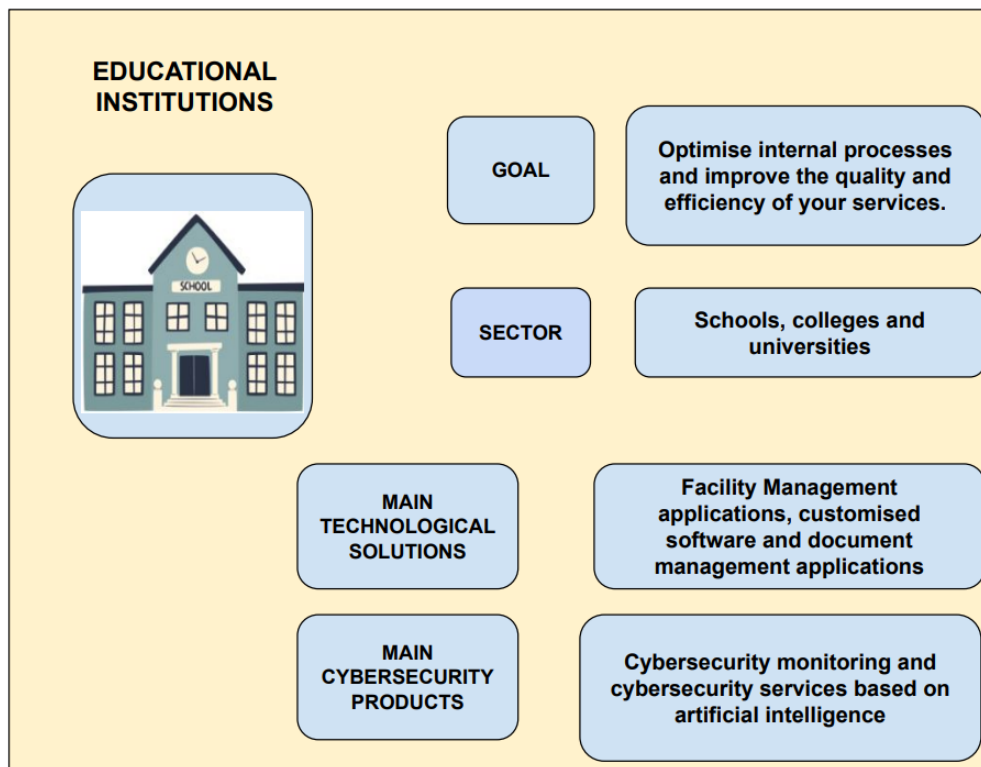 EDUCATIONAL
INSTITUTIONS
SCHOOL
GOAL
Optimise internal processes
and improve the quality and
efficiency of your services.
SECTOR
Schools, colleges and
universities
MAIN
TECHNOLOGICAL
SOLUTIONS
Facility Management
applications, customised
software and document
management applications
MAIN
CYBERSECURITY
PRODUCTS
Cybersecurity monitoring and
cybersecurity services based on
artificial intelligence